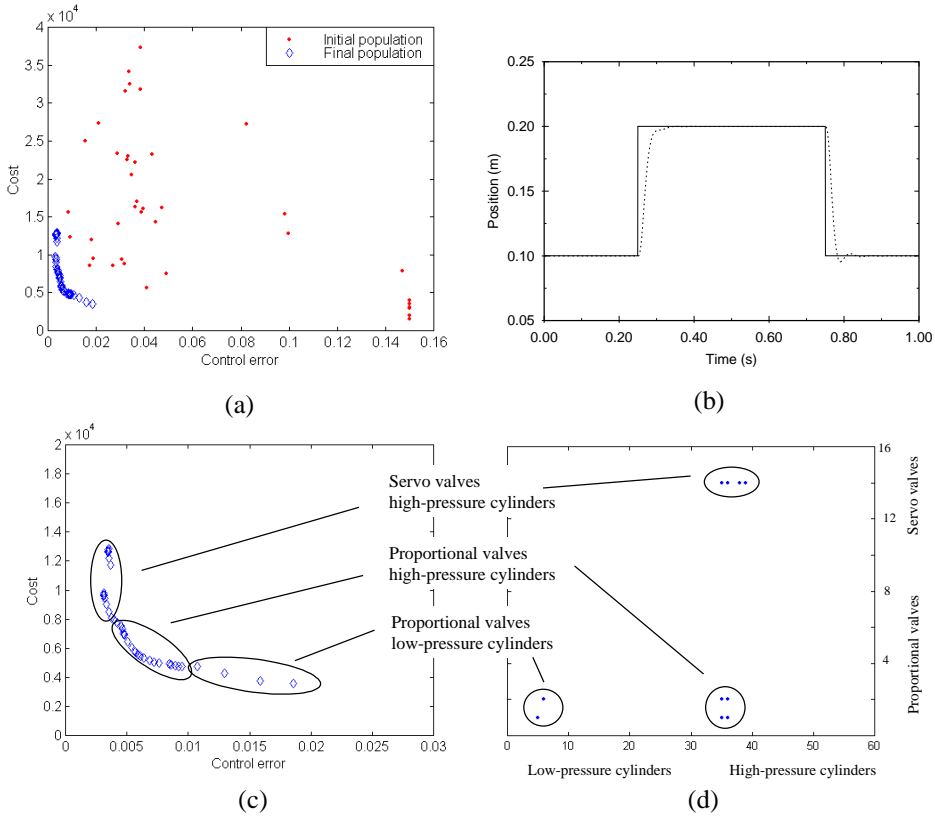 x 10⁴
4
3.5
3
2.5
2
1.5
1
0.5
0
Cost
0 0.02 0.04 0.06 0.08 0.1 0.12 0.14 0.16
Control error
Initial population
Final population
(a)
0.25
0.20
0.15
0.10
0.05
Position (m)
0.00 0.20 0.40 0.60 0.80 1.00
Time (s)
(b)
x 10⁴
2
1.8
1.6
1.4
1.2
1
0.8
0.6
0.4
0.2
0
Cost
0 0.005 0.01 0.015 0.02 0.025 0.03
Control error
(c)
Servo valves
high-pressure cylinders
Proportional valves
high-pressure cylinders
Proportional valves
low-pressure cylinders
16
12
8
4
Servo valves
Proportional valves
0 10 20 30 40 50 60
Low-pressure cylinders High-pressure cylinders
(d)